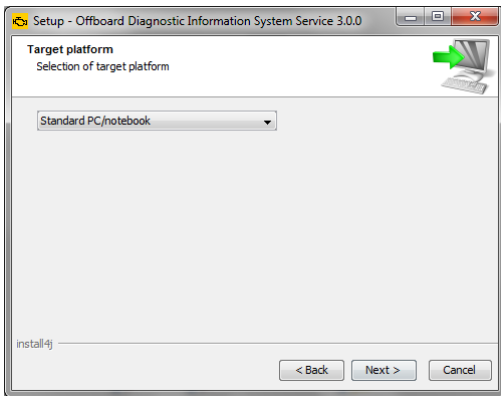 Setup - Offboard Diagnostic Information System Service 3.0.0
Target platform
Selection of target platform
Standard PC/notebook
install4j
< Back Next > Cancel